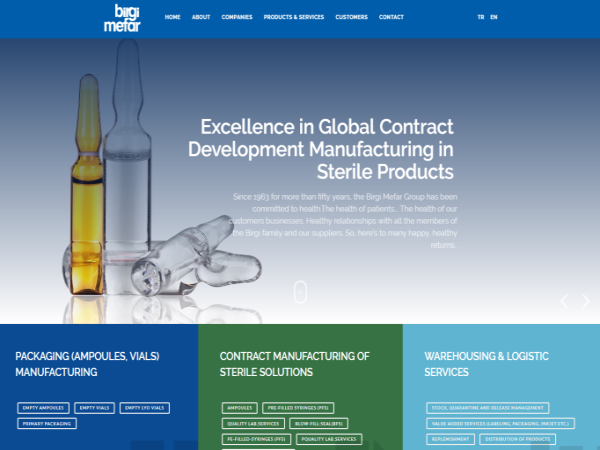 birgi
mefar
HOME ABOUT COMPANIES PRODUCTS & SERVICES CUSTOMERS CONTACT TR EN
Excellence in Global Contract
Development Manufacturing in
Sterile Products
Since 1963 for more than fifty years, the Birgi Mefar Group has been
committed to health.The health of patients... The health of our
customers businesses. Healthy relationships with all the members of
the Birgi family and our suppliers. So, here's to many happy, healthy
returns.
PACKAGING (AMPOULES, VIALS)
MANUFACTURING
EMPTY AMPOULES EMPTY VIALS EMPTY LYO VIALS
PRIMARY PACKAGING
CONTRACT MANUFACTURING OF
STERILE SOLUTIONS
AMPOULES PRE-FILLED SYRINGES (PFS)
QUALITY LAB.SERVICES BLOW-FILL-SEAL(BFS)
PE-FILLED-SYRINGES (PFS) PQUALITY LAB.SERVICES
WAREHOUSING & LOGISTIC
SERVICES
STOCK, QUARANTINE AND RELEASE MANAGEMENT
VALUE ADDED SERVICES (LABELING, PACKAGING, INKJET ETC.)
REPLENISHMENT DISTRIBUTION OF PRODUCTS